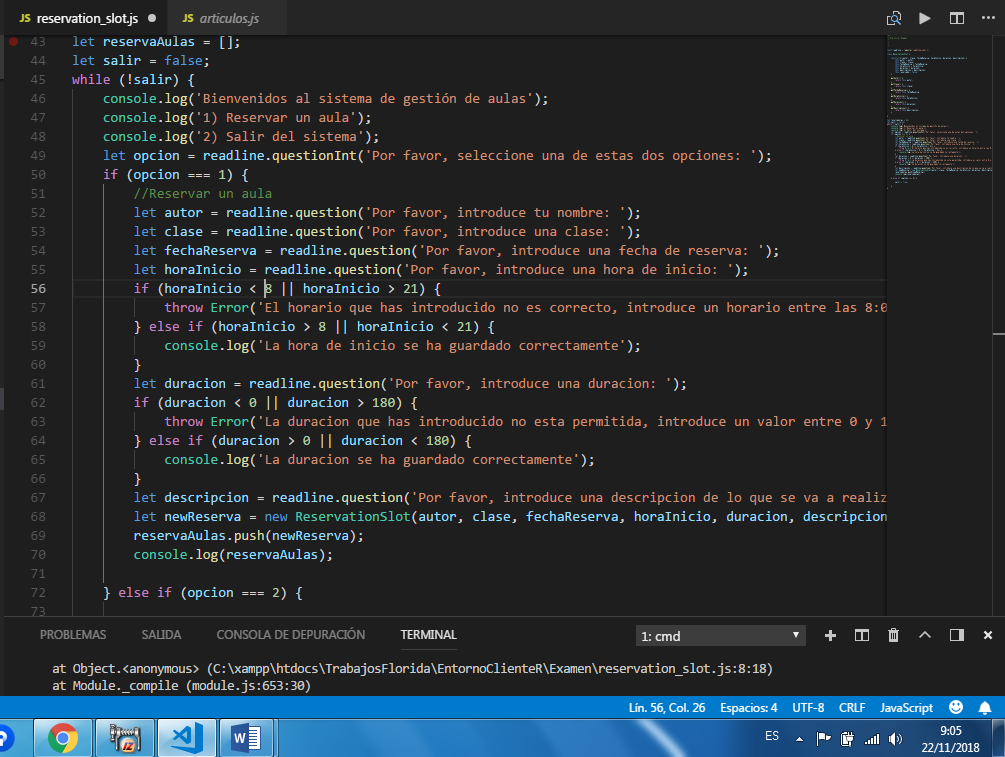 JS reservation_slot.js
JS articulos.js
43 let reservaAulas = [];
44 let salir = false;
45 while (!salir) {
46 console.log('Bienvenidos al sistema de gestión de aulas');
47 console.log('1) Reservar un aula');
48 console.log('2) Salir del sistema');
49 let opcion = readline.questionInt('Por favor, seleccione una de estas dos opciones: ');
50 if (opcion === 1) {
51 //Reservar un aula
52 let autor = readline.question('Por favor, introduce tu nombre: ');
53 let clase = readline.question('Por favor, introduce una clase: ');
54 let fechaReserva = readline.question('Por favor, introduce una fecha de reserva: ');
55 let horaInicio = readline.question('Por favor, introduce una hora de inicio: ');
56 if (horaInicio < 8 || horaInicio > 21) {
57 throw Error('El horario que has introducido no es correcto, introduce un horario entre las 8:0
58 } else if (horaInicio > 8 || horaInicio < 21) {
59 console.log('La hora de inicio se ha guardado correctamente');
60 }
61 let duracion = readline.question('Por favor, introduce una duracion: ');
62 if (duracion < 0 || duracion > 180) {
63 throw Error('La duracion que has introducido no esta permitida, introduce un valor entre 0 y 1
64 } else if (duracion > 0 || duracion < 180) {
65 console.log('La duracion se ha guardado correctamente');
66 }
67 let descripcion = readline.question('Por favor, introduce una descripcion de lo que se va a realiz
68 let newReserva = new ReservationSlot(autor, clase, fechaReserva, horaInicio, duracion, descripcion
69 reservaAulas.push(newReserva);
70 console.log(reservaAulas);
71
72 } else if (opcion === 2) {
73
PROBLEMAS SALIDA CONSOLA DE DEPURACIÓN TERMINAL 1: cmd
at Object.<anonymous> (C:\xampp\htdocs\TrabajosFlorida\EntornoClienteR\Examen\reservation_slot.js:8:18)
at Module._compile (module.js:653:30)
Lín. 56, Col. 26 Espacios: 4 UTF-8 CRLF JavaScript
ES
9:05
22/11/2018